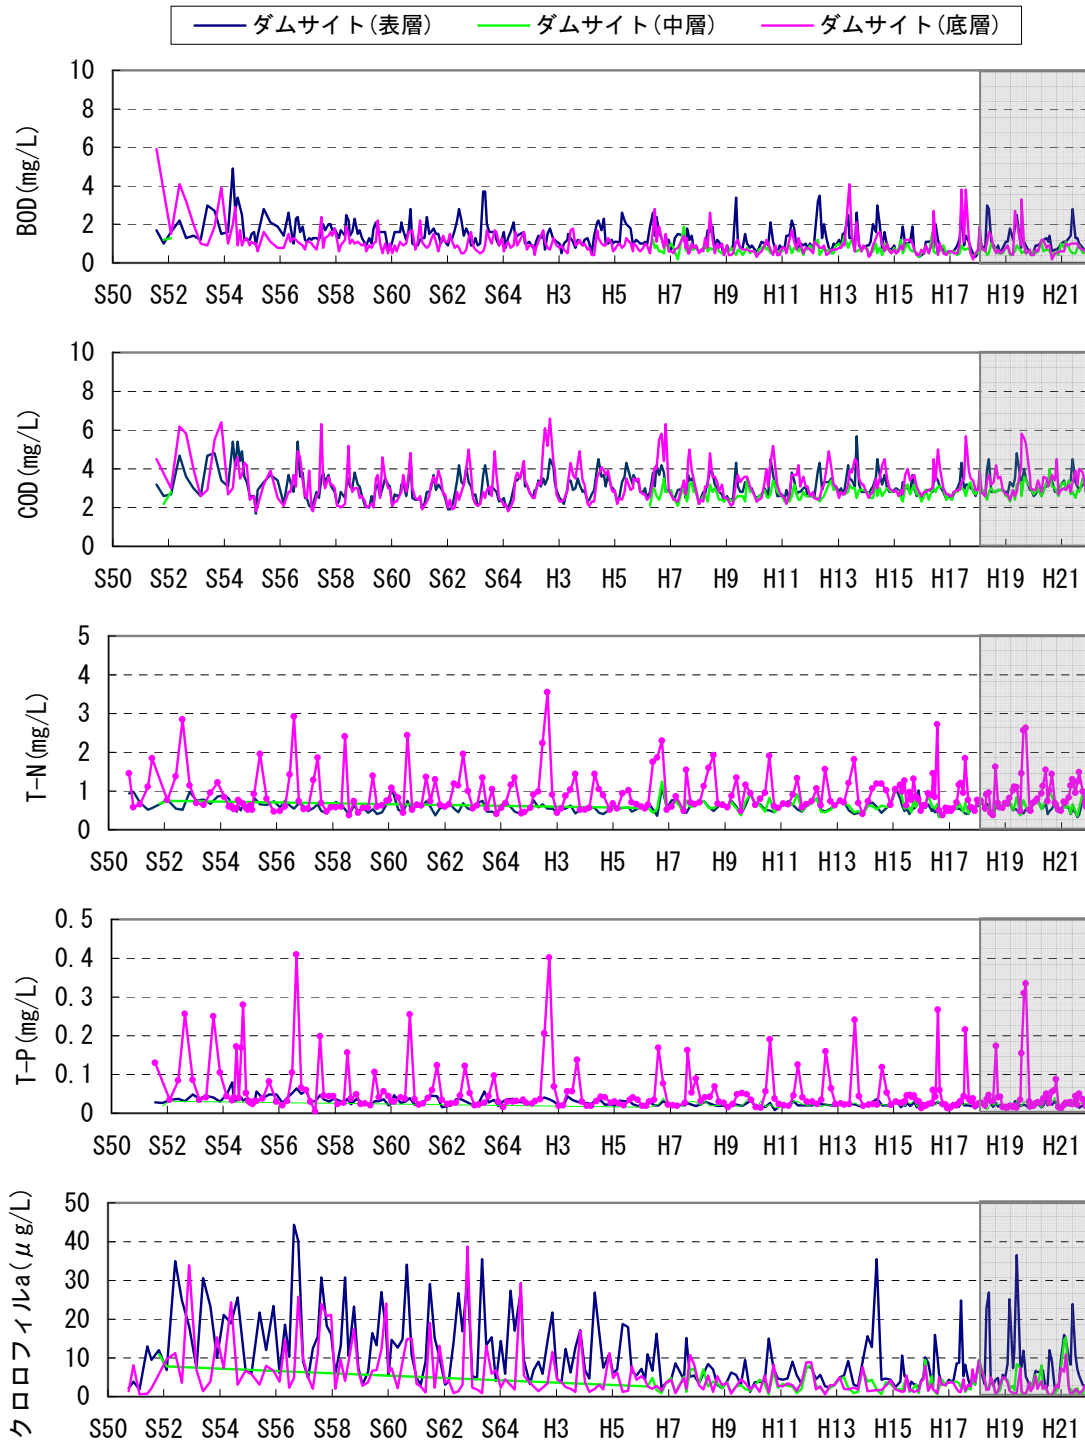 ダムサイト(表層) ダムサイト(中層) ダムサイト(底層)
BOD(mg/L)
10
8
6
4
2
0
S50 S52 S54 S56 S58 S60 S62 S64 H3 H5 H7 H9 H11 H13 H15 H17 H19 H21
COD(mg/L)
10
8
6
4
2
0
S50 S52 S54 S56 S58 S60 S62 S64 H3 H5 H7 H9 H11 H13 H15 H17 H19 H21
T-N(mg/L)
5
4
3
2
1
0
S50 S52 S54 S56 S58 S60 S62 S64 H3 H5 H7 H9 H11 H13 H15 H17 H19 H21
T-P(mg/L)
0.5
0.4
0.3
0.2
0.1
0
S50 S52 S54 S56 S58 S60 S62 S64 H3 H5 H7 H9 H11 H13 H15 H17 H19 H21
クロロフィルa(μg/L)
50
40
30
20
10
0
S50 S52 S54 S56 S58 S60 S62 S64 H3 H5 H7 H9 H11 H13 H15 H17 H19 H21